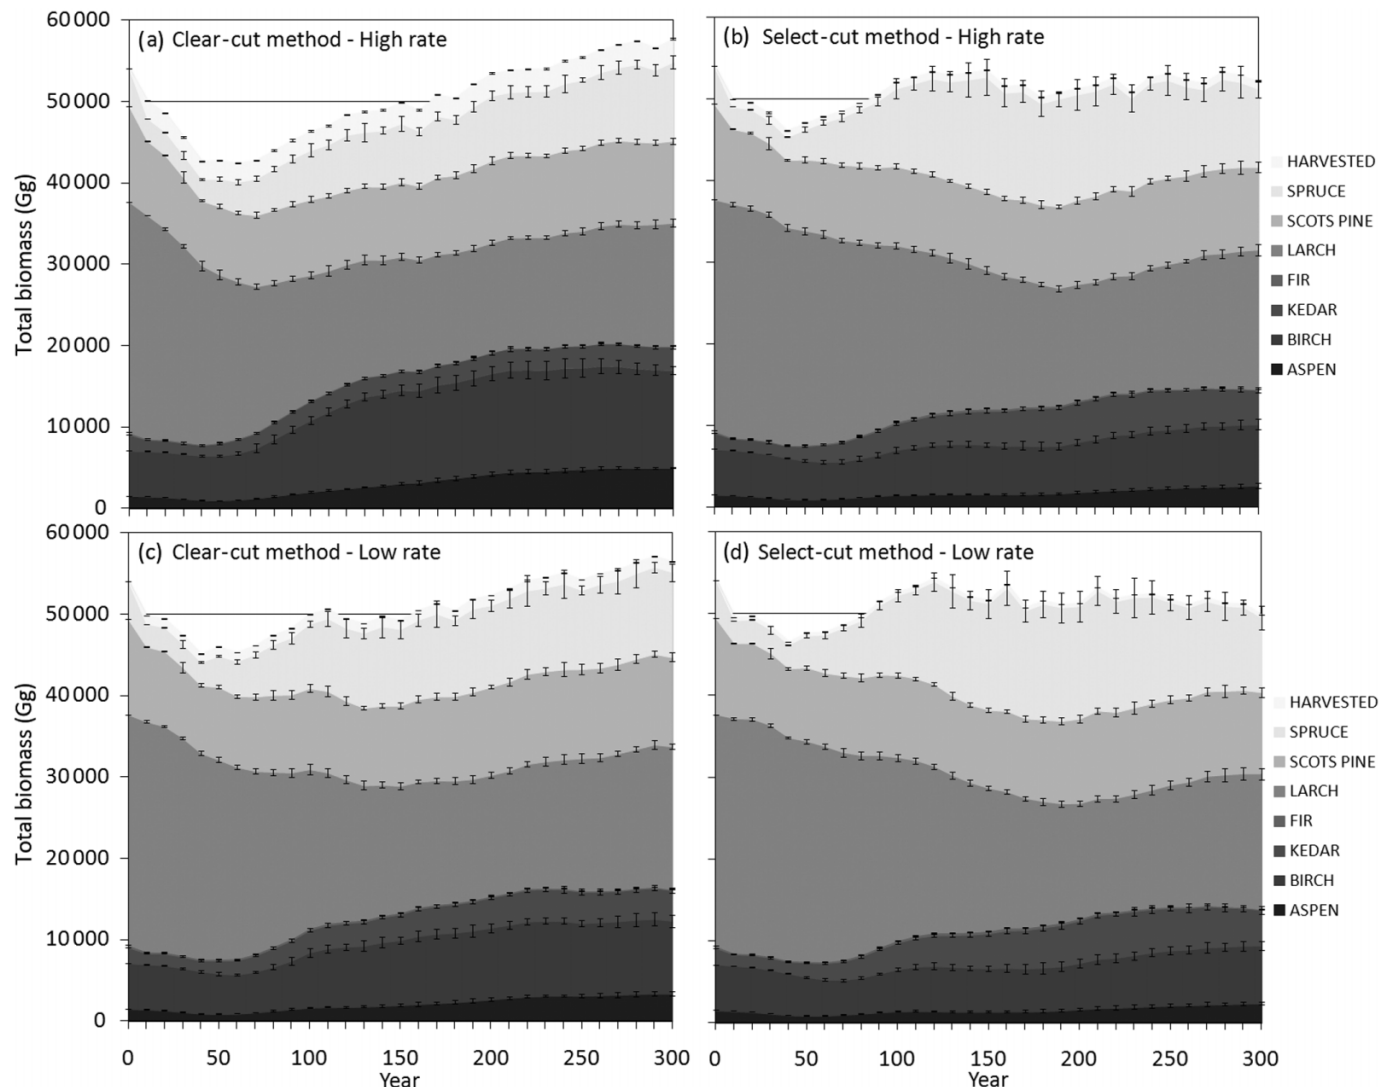 (a) Clear-cut method - High rate
(b) Select-cut method - High rate
Total biomass (Gg)
60 000
50 000
40 000
30 000
20 000
10 000
0
HARVESTED
SPRUCE
SCOTS PINE
LARCH
FIR
KEDAR
BIRCH
ASPEN
(c) Clear-cut method - Low rate
(d) Select-cut method - Low rate
Total biomass (Gg)
60 000
50 000
40 000
30 000
20 000
10 000
0
HARVESTED
SPRUCE
SCOTS PINE
LARCH
FIR
KEDAR
BIRCH
ASPEN
0 50 100 150 200 250 300
Year
0 50 100 150 200 250 300
Year